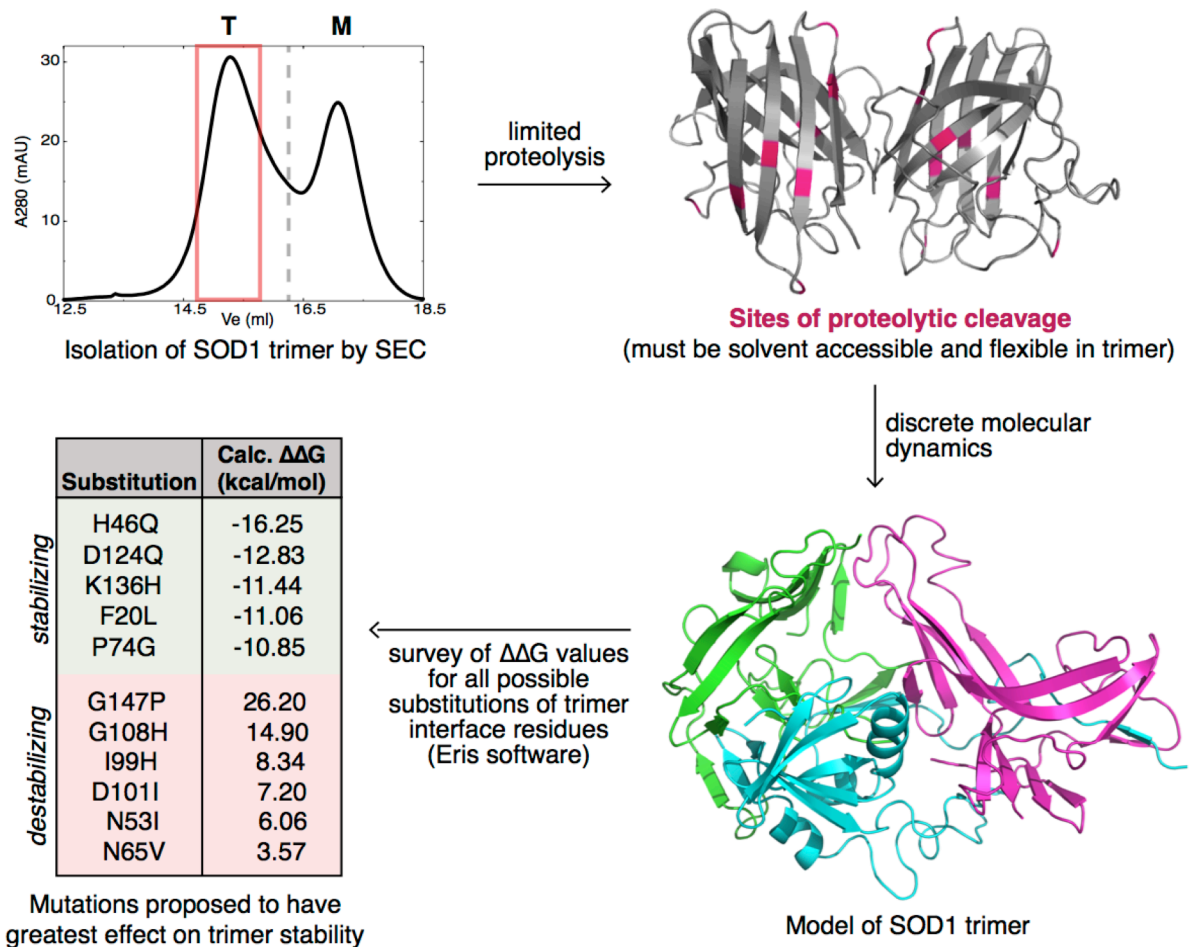 T M
A280 (mAU)
30
20
10
0
12.5 14.5 16.5 18.5
Ve (ml)
Isolation of SOD1 trimer by SEC
limited
proteolysis
Sites of proteolytic cleavage
(must be solvent accessible and flexible in trimer)
discrete molecular
dynamics
Model of SOD1 trimer
survey of ΔΔG values
for all possible
substitutions of trimer
interface residues
(Eris software)
Substitution Calc. ΔΔG
(kcal/mol)
stabilizing
H46Q -16.25
D124Q -12.83
K136H -11.44
F20L -11.06
P74G -10.85
destabilizing
G147P 26.20
G108H 14.90
I99H 8.34
D101I 7.20
N53I 6.06
N65V 3.57
Mutations proposed to have
greatest effect on trimer stability